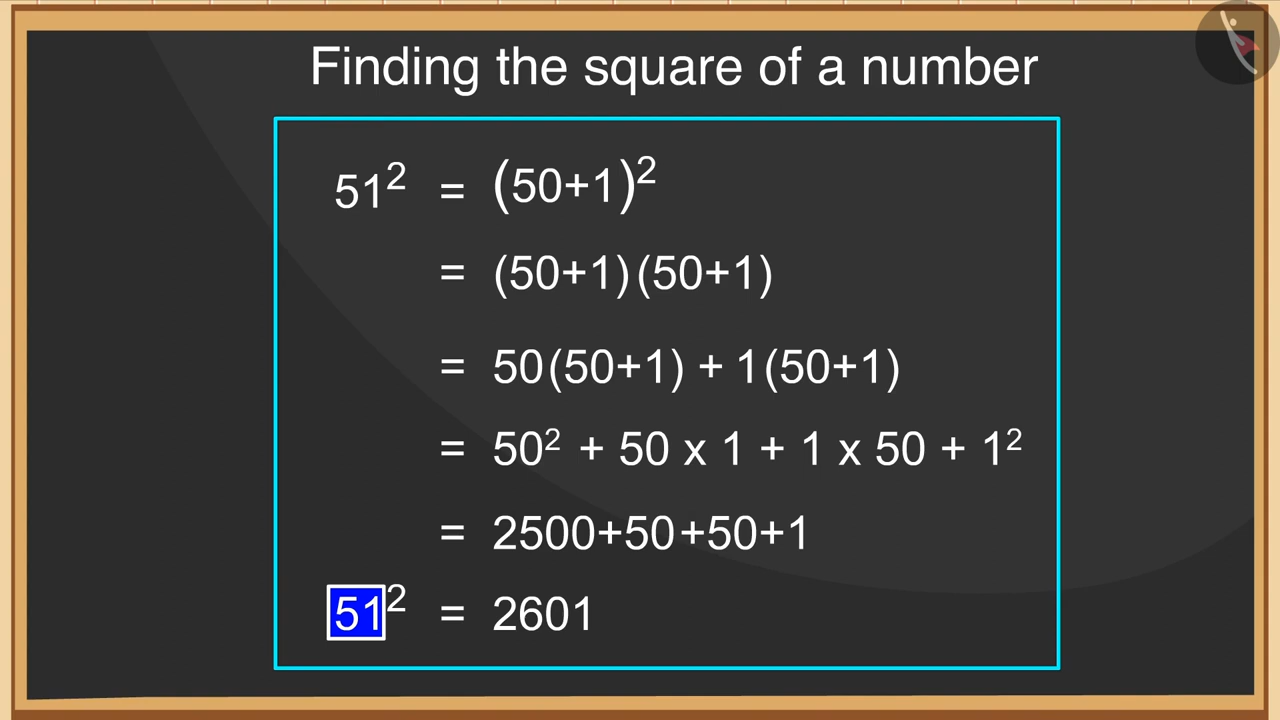 Finding the square of a number
51² = (50+1)²
= (50+1)(50+1)
= 50(50+1) + 1(50+1)
= 50² + 50 x 1 + 1 x 50 + 1²
= 2500+50+50+1
51² = 2601